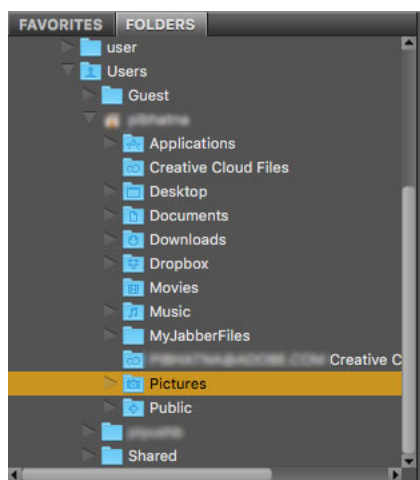 FAVORITES FOLDERS
user
Users
Guest
Applications
Creative Cloud Files
Desktop
Documents
Downloads
Dropbox
Movies
Music
MyJabberFiles
Creative C
Pictures
Public
Shared